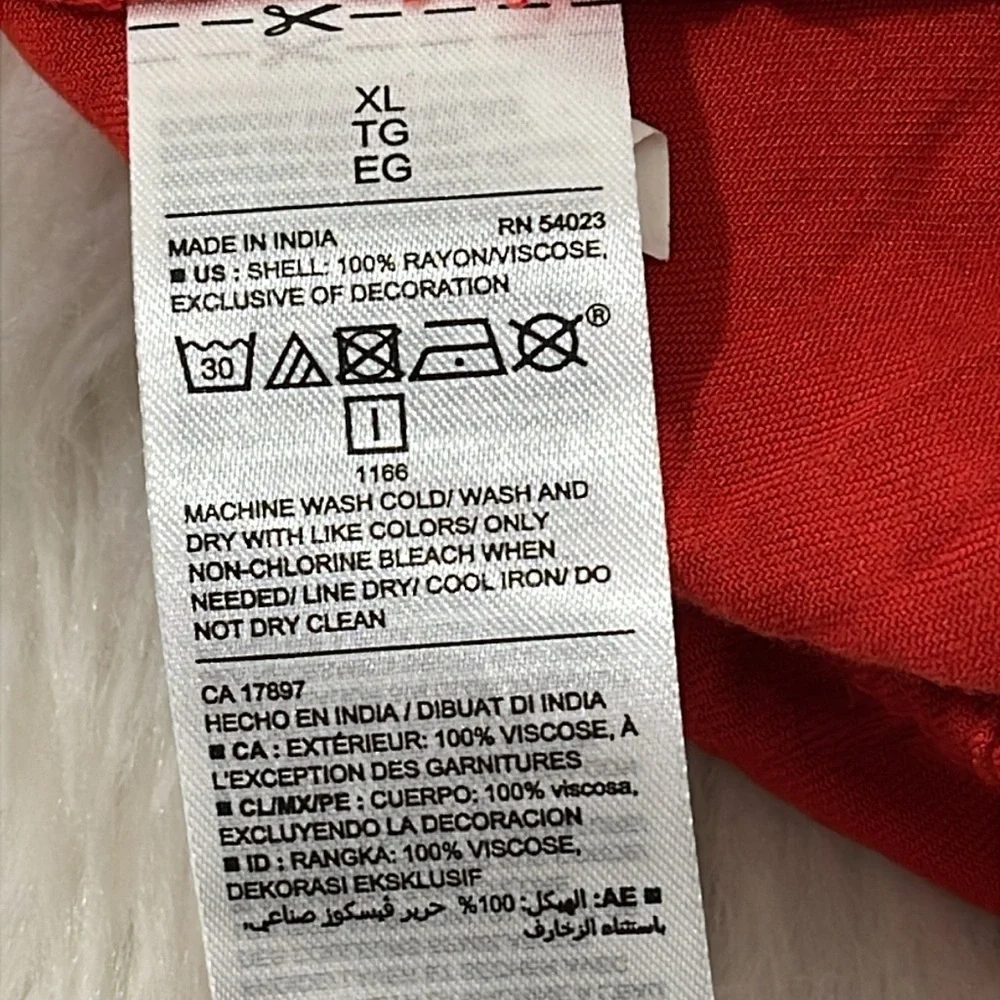 XL
TG
EG
MADE IN INDIA RN 54023
■ US : SHELL: 100% RAYON/VISCOSE,
EXCLUSIVE OF DECORATION
30 ®
I
1166
MACHINE WASH COLD/ WASH AND
DRY WITH LIKE COLORS/ ONLY
NON-CHLORINE BLEACH WHEN
NEEDED/ LINE DRY/ COOL IRON/ DO
NOT DRY CLEAN
CA 17897
HECHO EN INDIA / DIBUAT DI INDIA
■ CA : EXTÉRIEUR: 100% VISCOSE, À
L'EXCEPTION DES GARNITURES
■ CL/MX/PE : CUERPO: 100% viscosa,
EXCLUYENDO LA DECORACION
■ ID : RANGKA: 100% VISCOSE,
DEKORASI EKSKLUSIF
■ AE: الهيكل: 100% حرير ڤيسكوز صناعي،
باستثناء الزخارف